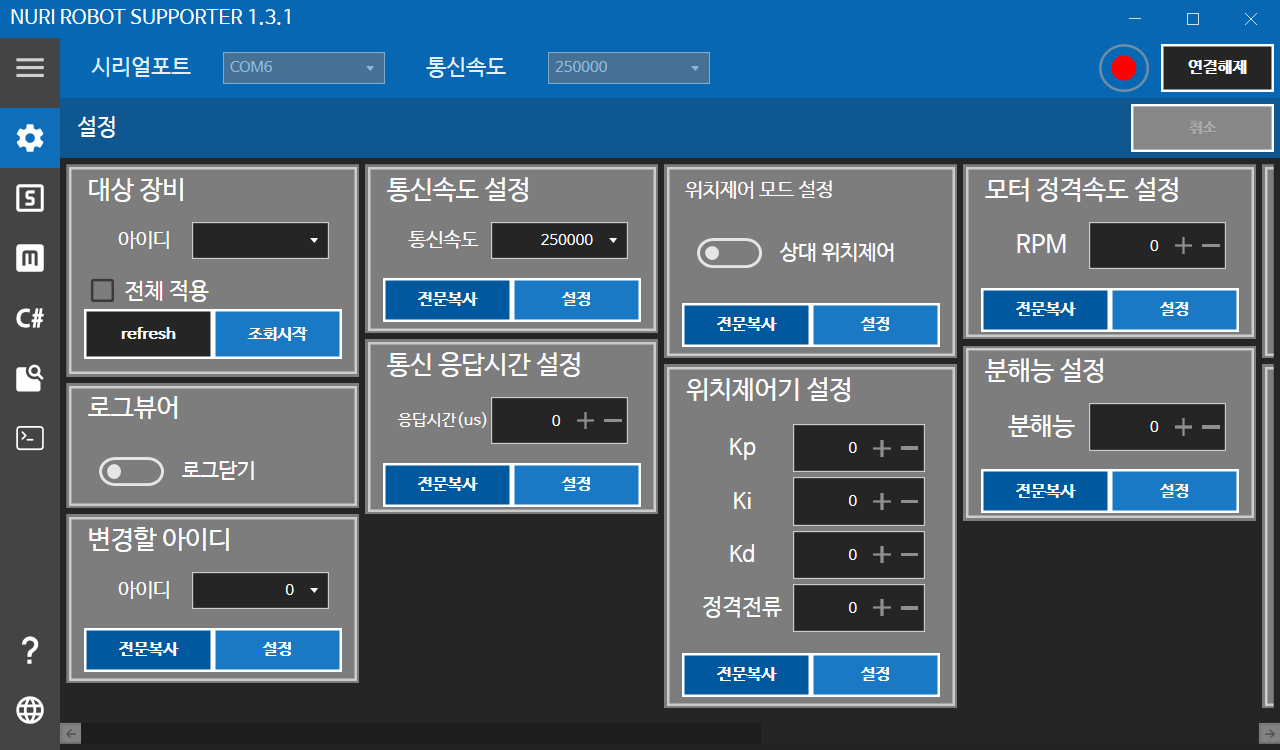 NURI ROBOT SUPPORTER 1.3.1
시리얼포트 COM6 통신속도 250000 연결해제
설정 취소
대상 장비
아이디
전체 적용
refresh 조회시작
로그뷰어
로그닫기
변경할 아이디
아이디 0
전문복사 설정
통신속도 설정
통신속도 250000
전문복사 설정
통신 응답시간 설정
응답시간(us) 0
전문복사 설정
위치제어 모드 설정
상대 위치제어
전문복사 설정
위치제어기 설정
Kp 0
Ki 0
Kd 0
정격전류 0
전문복사 설정
모터 정격속도 설정
RPM 0
전문복사 설정
분해능 설정
분해능 0
전문복사 설정
S
m
C#
?